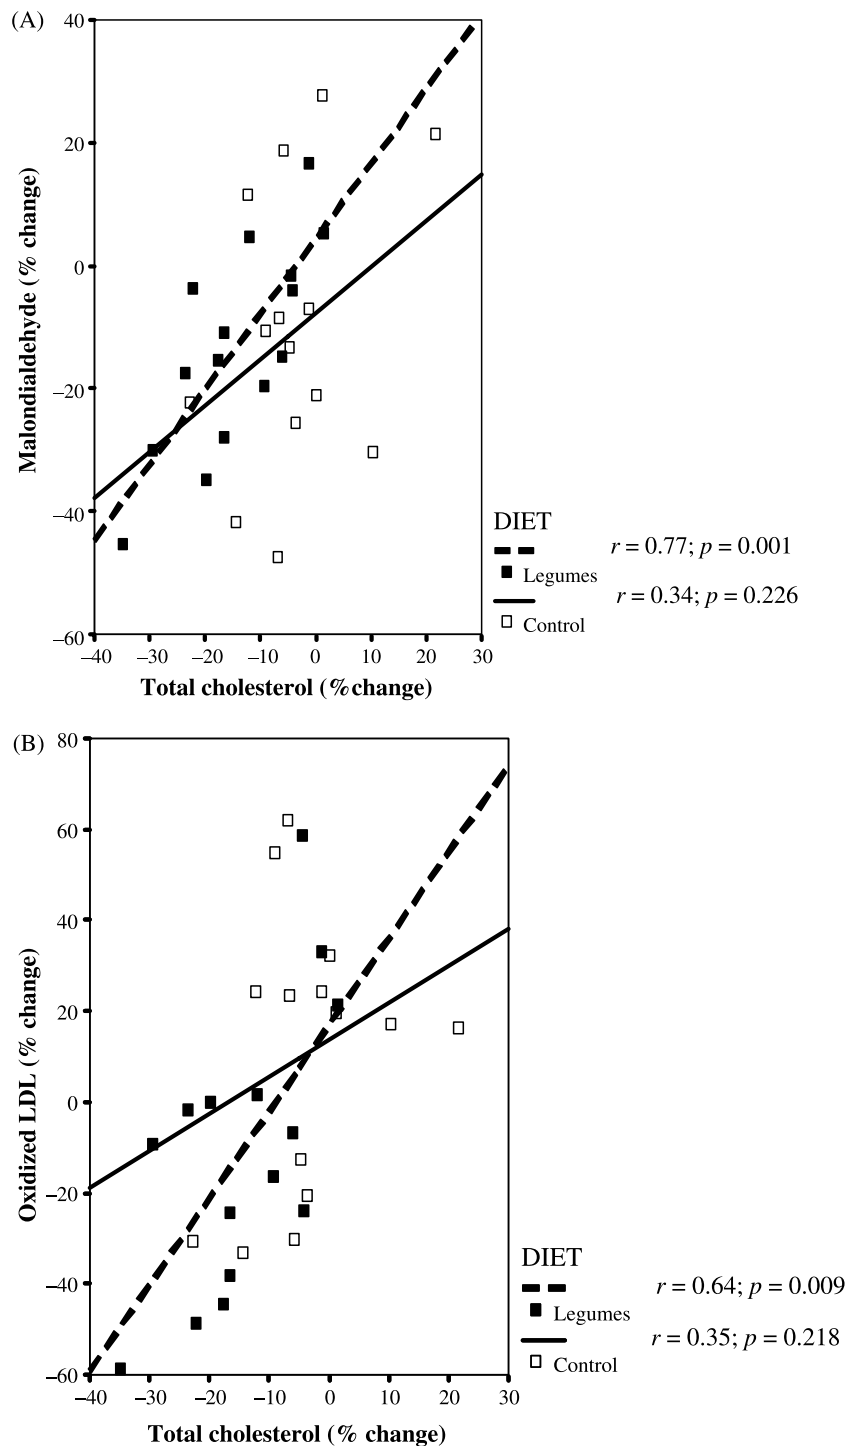 (A)
40
20
0
–20
–40
–60
Malondialdehyde (% change)
–40 –30 –20 –10 0 10 20 30
Total cholesterol (%change)
DIET
r = 0.77; p = 0.001
Legumes
r = 0.34; p = 0.226
Control
(B)
80
60
40
20
0
–20
–40
–60
Oxidized LDL (% change)
–40 –30 –20 –10 0 10 20 30
Total cholesterol (% change)
DIET
r = 0.64; p = 0.009
Legumes
r = 0.35; p = 0.218
Control